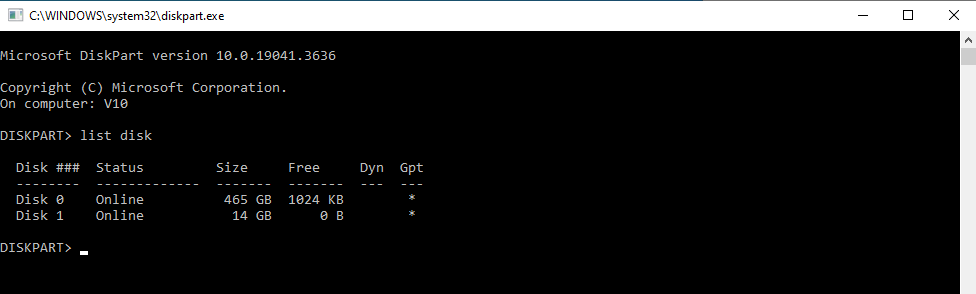 C:\WINDOWS\system32\diskpart.exe
Microsoft DiskPart version 10.0.19041.3636
Copyright (C) Microsoft Corporation.
On computer: V10
DISKPART> list disk
  Disk ###  Status         Size     Free     Dyn  Gpt
  --------  -------------  -------  -------  ---  ---
  Disk 0    Online          465 GB  1024 KB        *
  Disk 1    Online           14 GB      0 B        *
DISKPART>